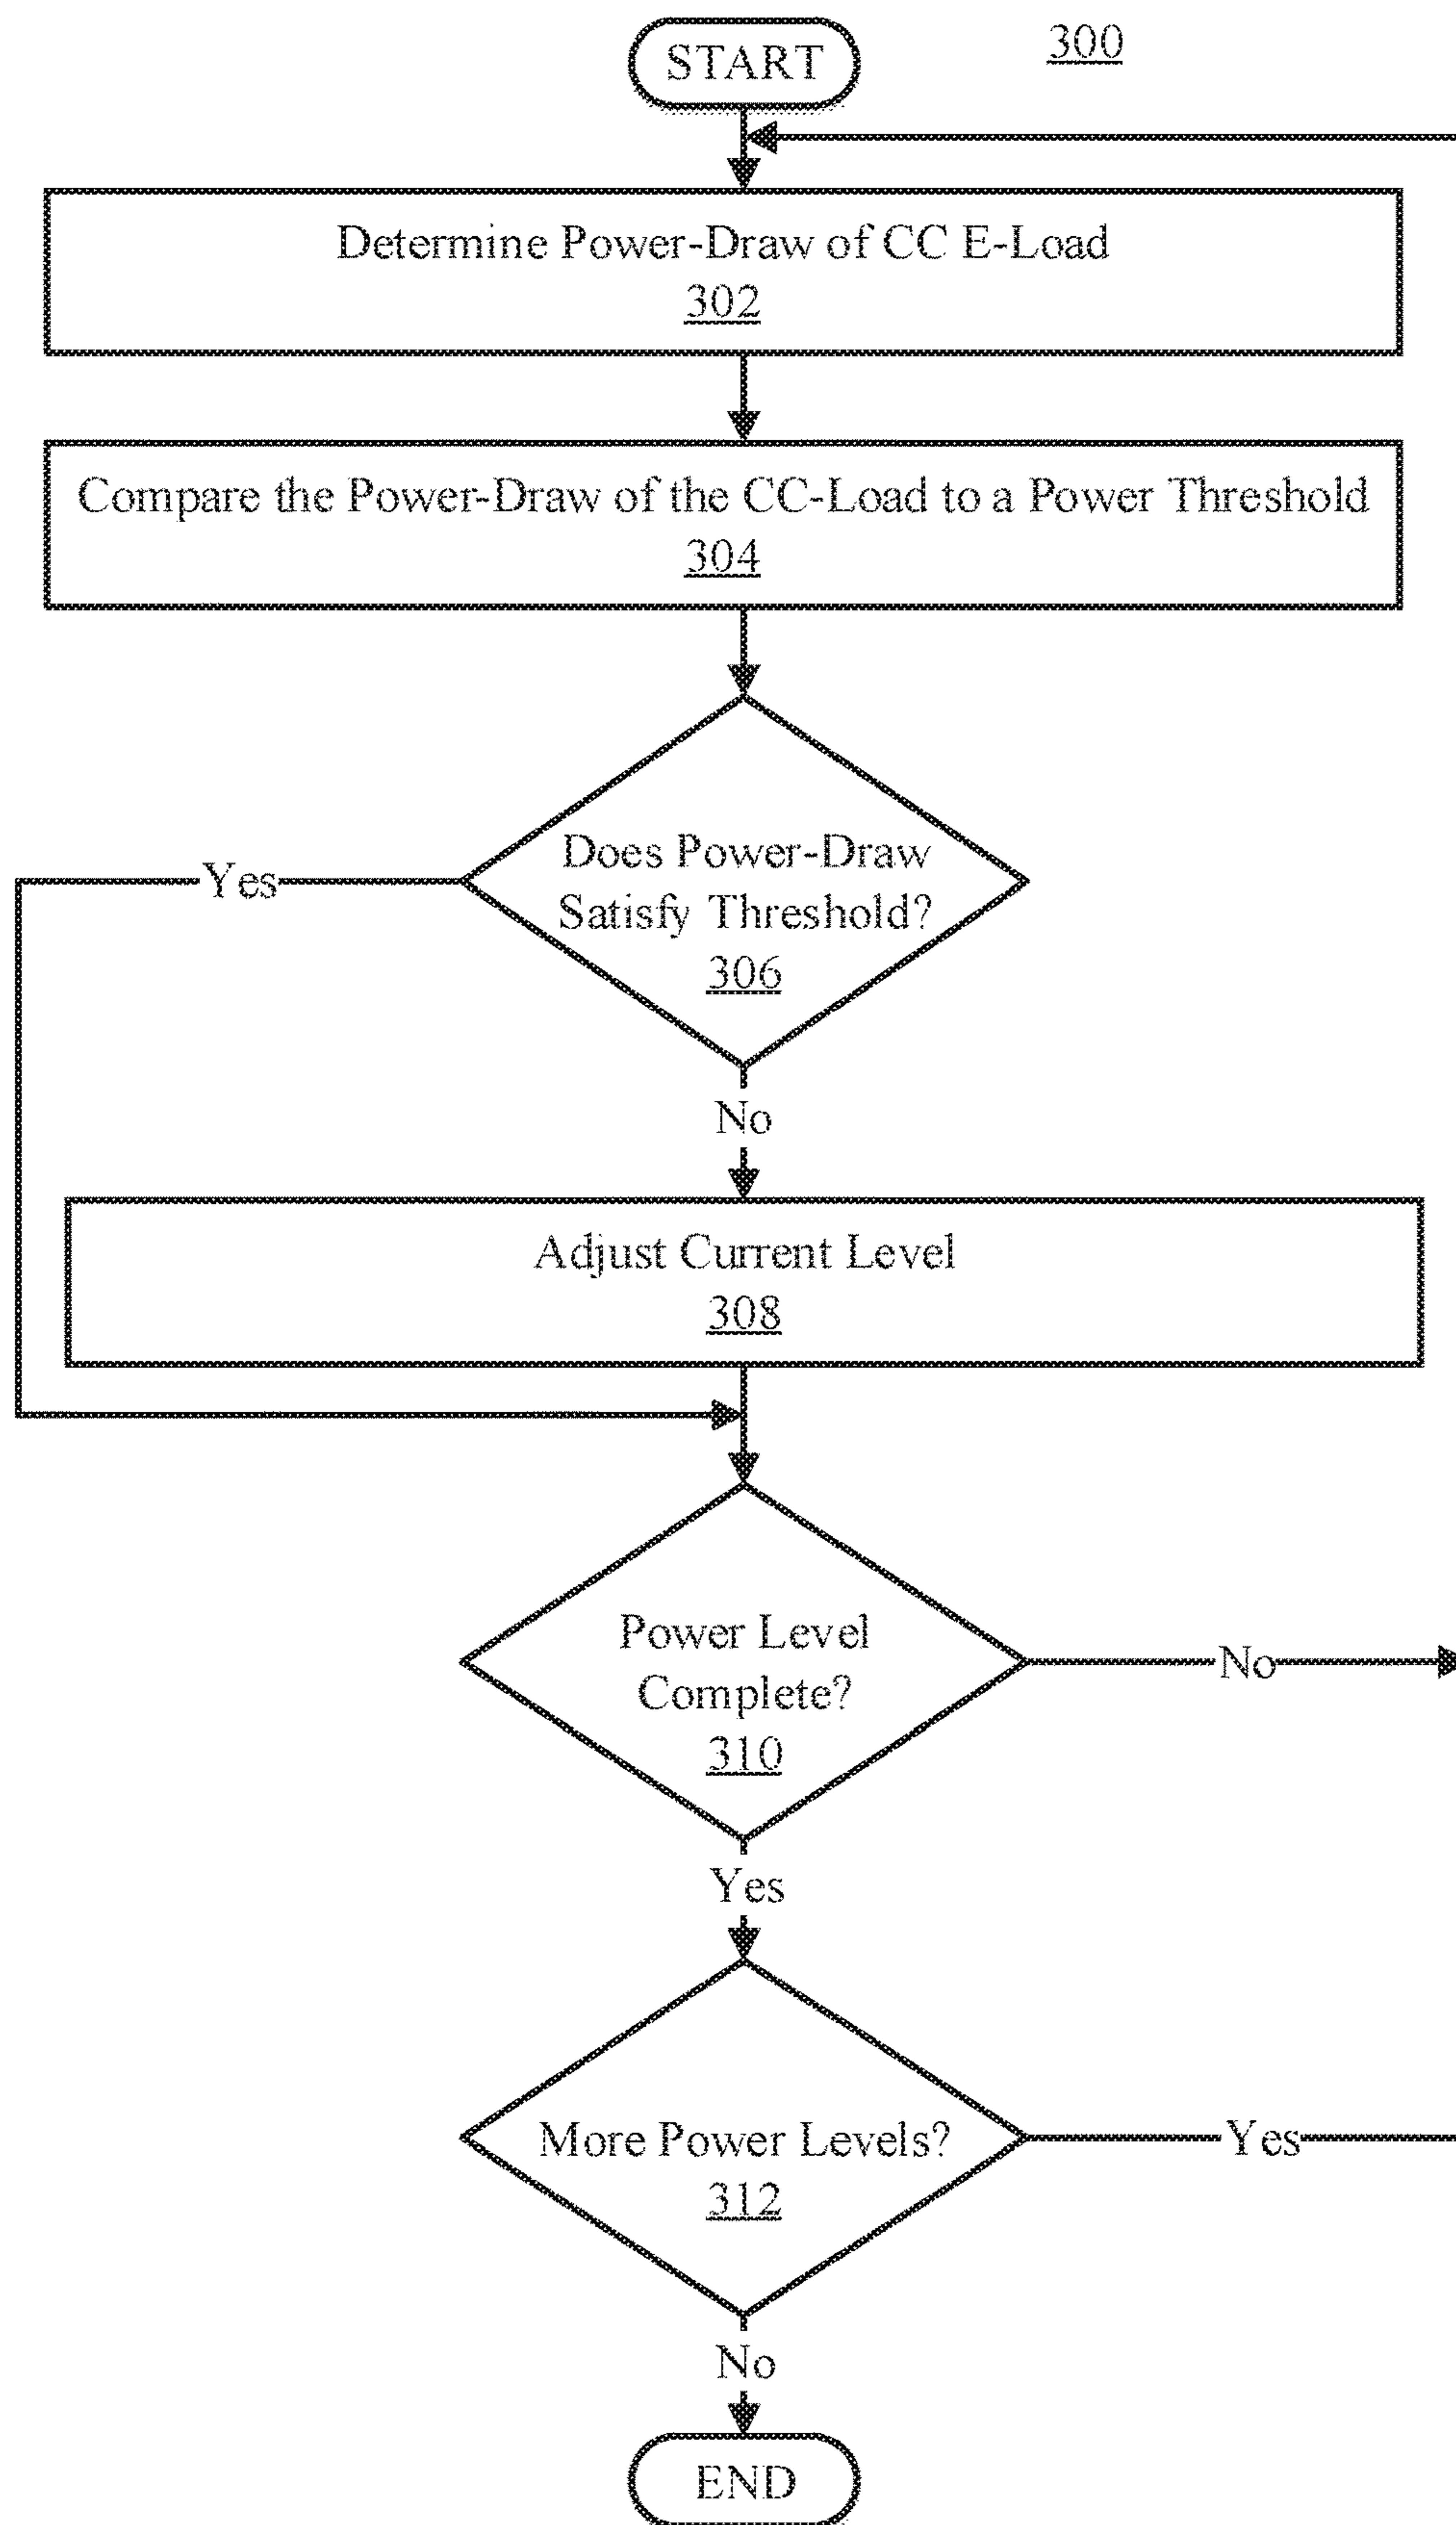 300
START
Determine Power-Draw of CC E-Load
302
Compare the Power-Draw of the CC-Load to a Power Threshold
304
Does Power-Draw
Satisfy Threshold?
306
Yes
No
Adjust Current Level
308
Power Level
Complete?
310
No
Yes
More Power Levels?
312
Yes
No
END